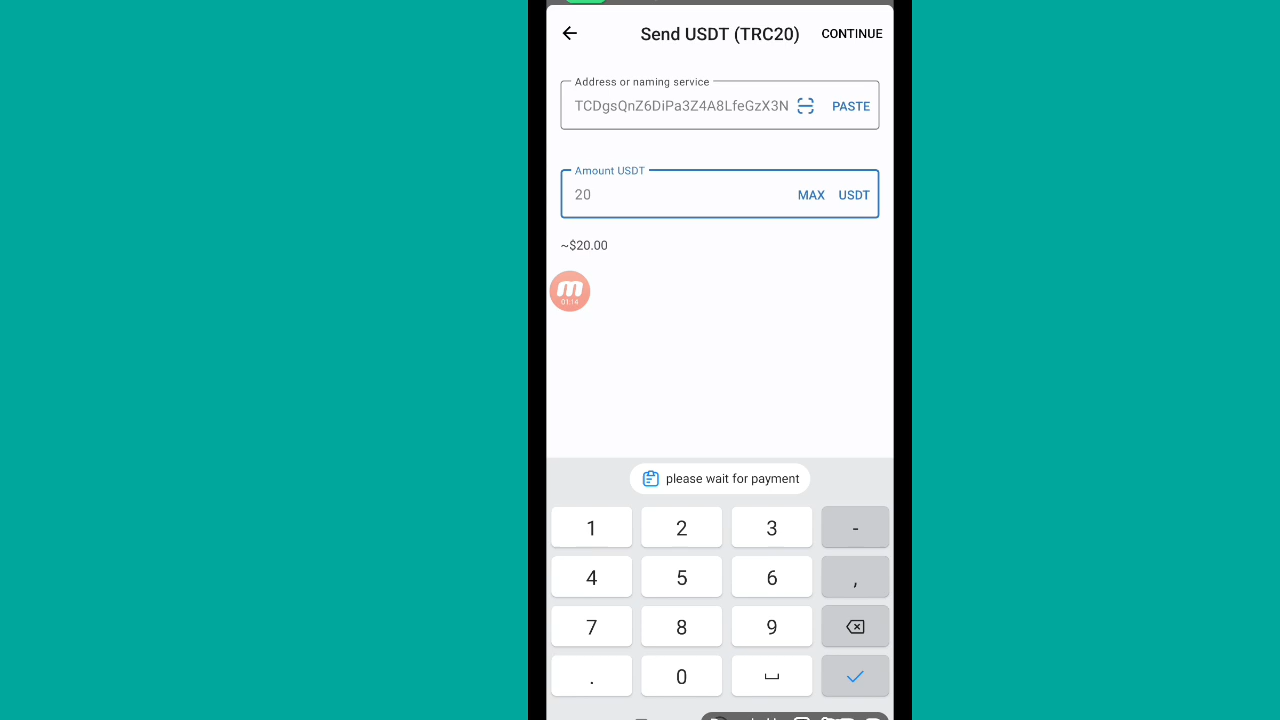 Send USDT (TRC20)
CONTINUE
Address or naming service
TCDgsQnZ6DiPa3Z4A8LfeGzX3N
PASTE
Amount USDT
20
MAX
USDT
~$20.00
01:14
please wait for payment
1 2 3 -
4 5 6 ,
7 8 9
. 0